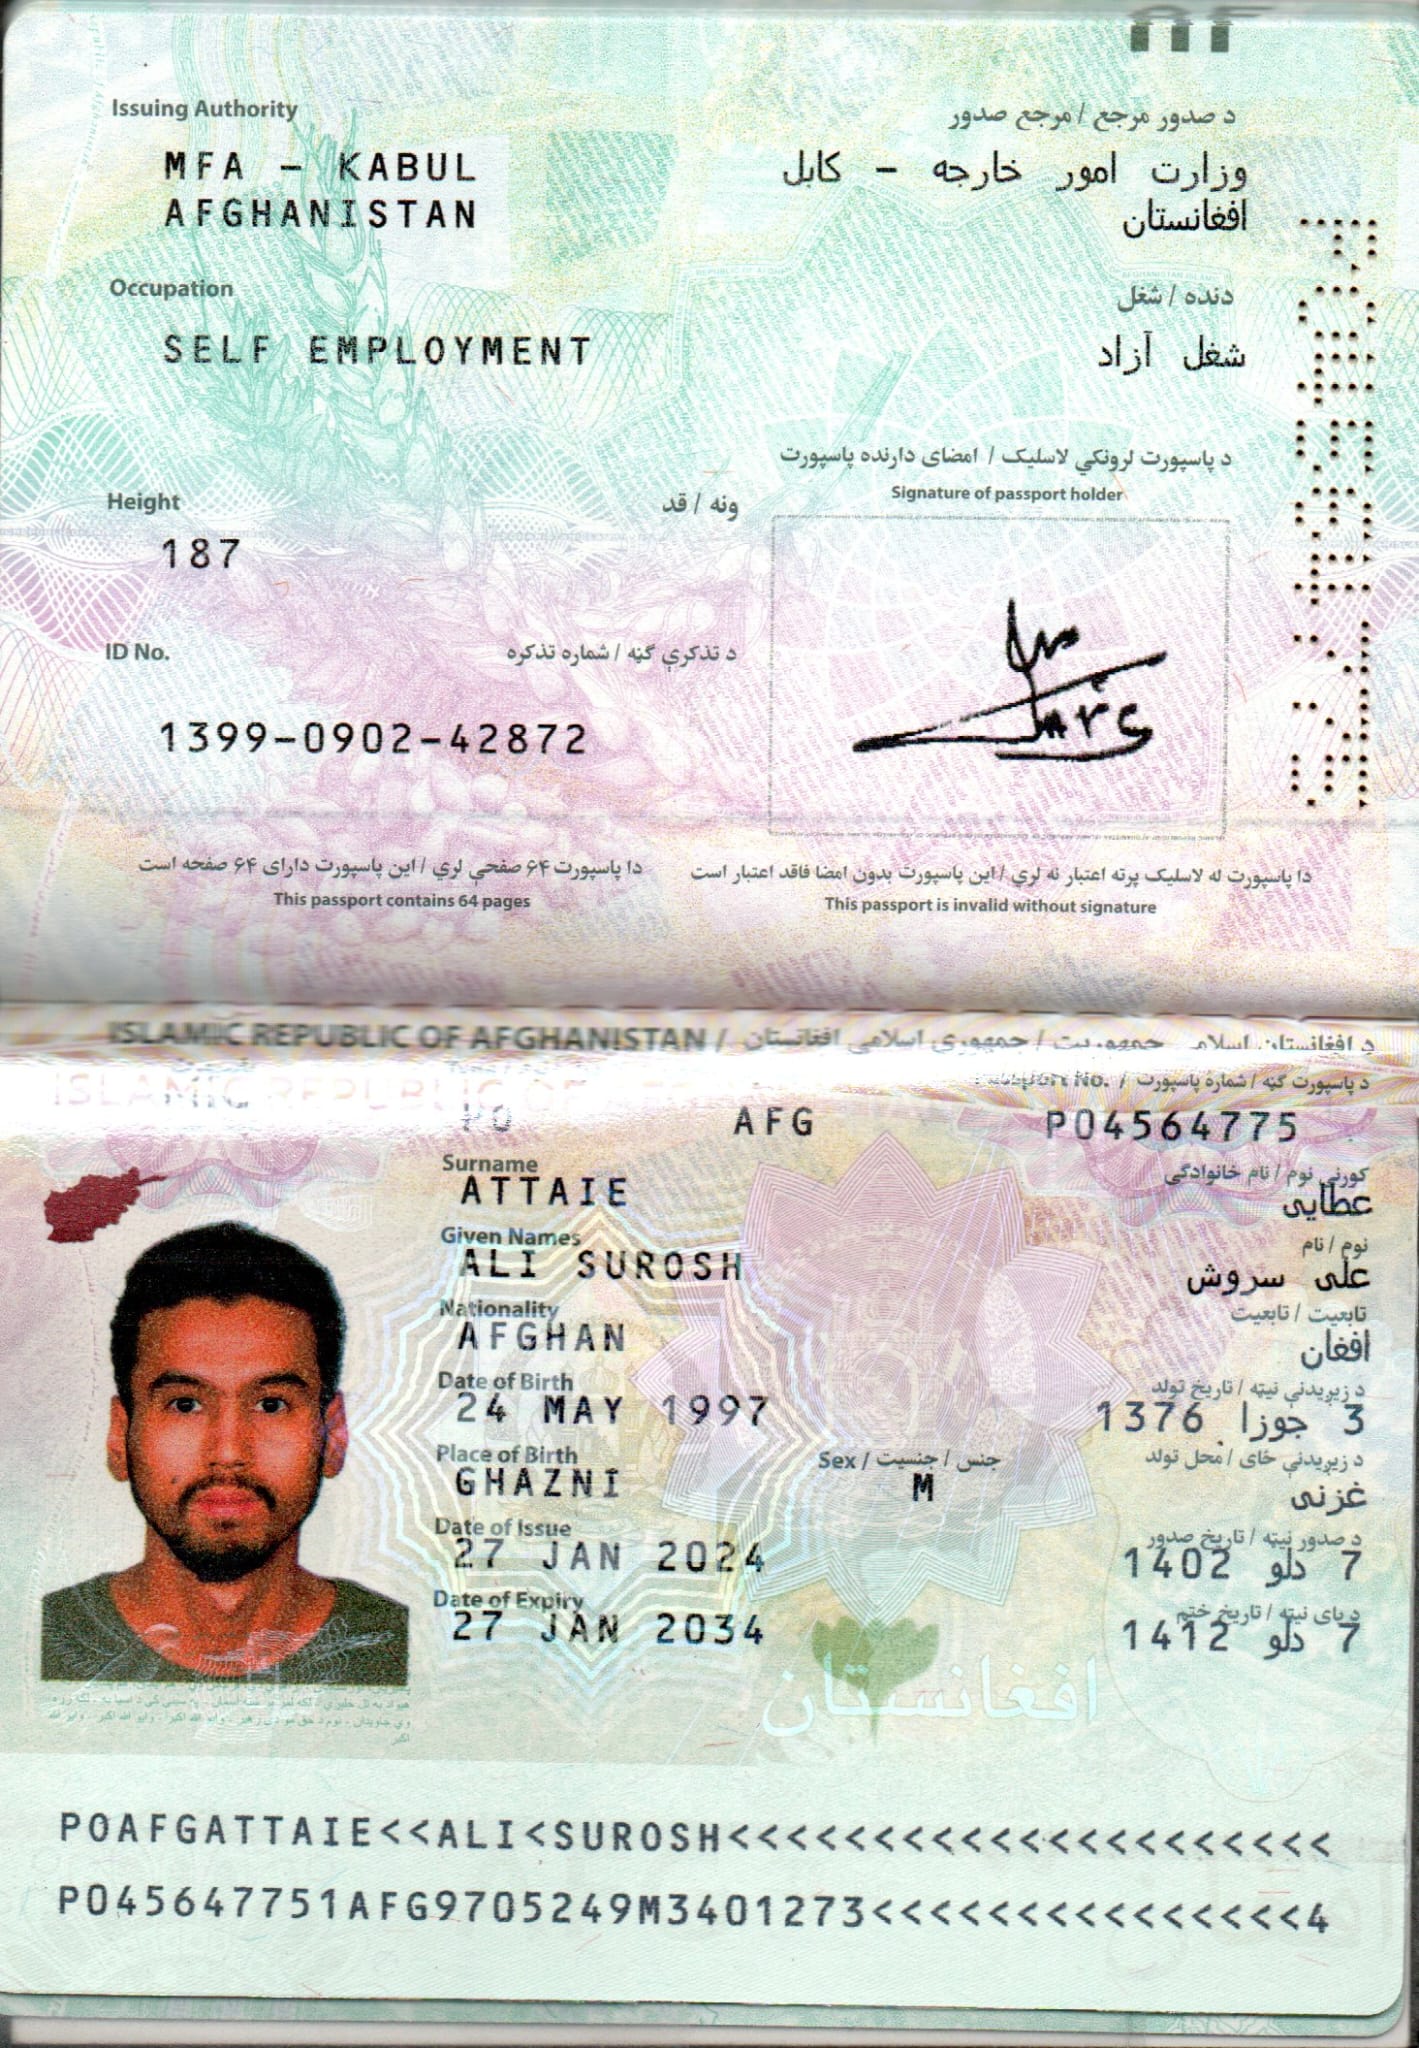 Issuing Authority د صدور مرجع / مرجع صدور
MFA - KABUL وزارت امور خارجه - کابل
AFGHANISTAN افغانستان
Occupation دنده / شغل
SELF EMPLOYMENT شغل آزاد
د پاسپورت لرونکي لاسلیک / امضای دارنده پاسپورت
Signature of passport holder
Height ونه / قد
187
ID No. د تذکرې ګڼه / شماره تذکره
1399-0902-42872
دا پاسپورت ۶۴ صفحې لري / این پاسپورت دارای ۶۴ صفحه است
This passport contains 64 pages
دا پاسپورت له لاسلیک پرته اعتبار نه لري / این پاسپورت بدون امضا فاقد اعتبار است
This passport is invalid without signature
P04564775
ISLAMIC REPUBLIC OF AFGHANISTAN / د افغانستان اسلامي جمهوریت / جمهوری اسلامی افغانستان
Passport No. / د پاسپورت ګڼه / شماره پاسپورت
PO AFG P04564775
Surname کورنی نوم / نام خانوادگی
ATTAIE عطایی
Given Names نوم / نام
ALI SUROSH علی سروش
Nationality تابعیت / تابعیت
AFGHAN افغان
Date of Birth د زیږیدنې نیټه / تاریخ تولد
24 MAY 1997 3 جوزا 1376
Place of Birth Sex / جنس / جنسیت د زیږیدنې ځای / محل تولد
GHAZNI M غزنی
Date of Issue د صدور نیټه / تاریخ صدور
27 JAN 2024 7 دلو 1402
Date of Expiry د پای نیټه / تاریخ ختم
27 JAN 2034 7 دلو 1412
افغانستان
POAFGATTAIE<<ALI<SUROSH<<<<<<<<<<<<<<<<<<<<<
P045647751AFG9705249M3401273<<<<<<<<<<<<<<<4